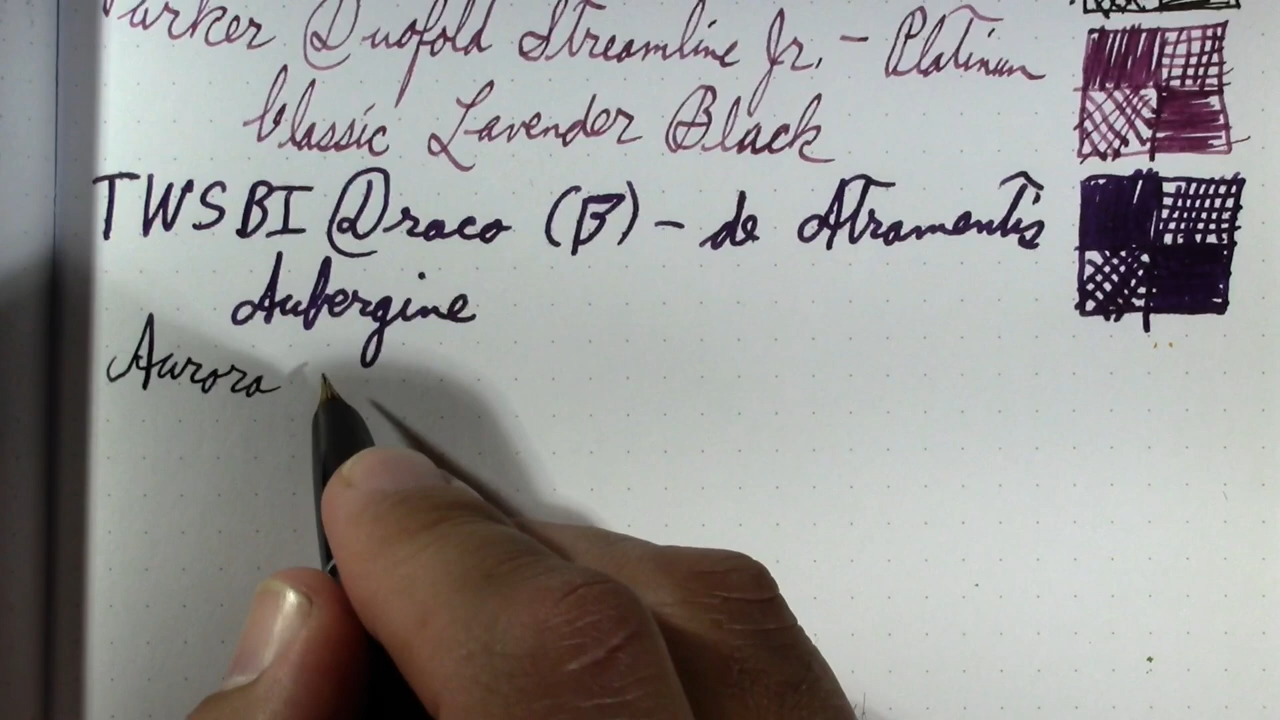 Parker Duofold Streamline Jr. - Platinum
Classic Lavender Black
TWSBI Draco (B) - de Atramentis
Aubergine
Aurora